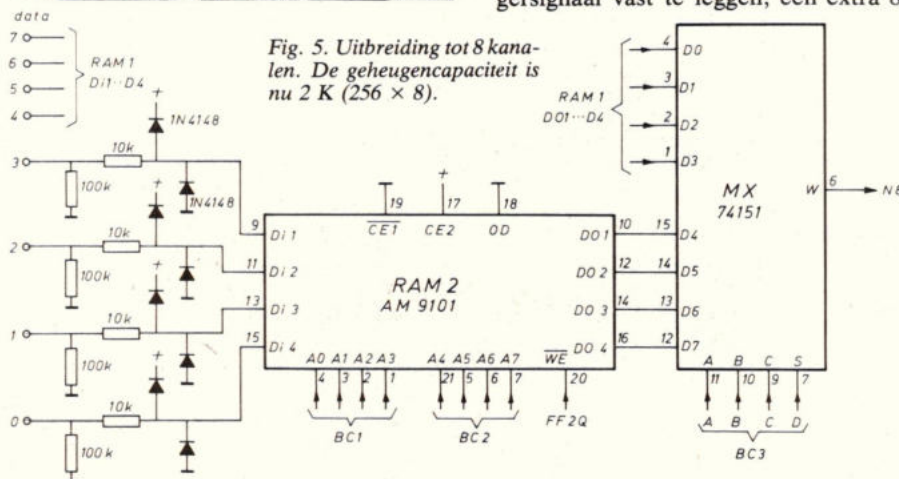 gersignaal vast te leggen, een extra
data
Fig. 5. Uitbreiding tot 8 kana-
len. De geheugencapaciteit is
nu 2 K (256 × 8).
7
6
5
4
RAM 1
Di1··D4
+
1N4148
3
10k
100k
+
1N4148
2
10k
100k
+
1
10k
100k
+
0
10k
100k
+
19
17
18
CE1
CE2
OD
9
Di 1
11
Di 2
13
Di 3
15
Di 4
RAM 2
AM 9101
DO 1
10
DO 2
12
DO 3
14
DO 4
16
A0 A1 A2 A3
A4 A5 A6 A7
WE
4 3 2 1
21 5 6 7
20
BC1
BC2
FF2Q
RAM 1
DO1···D4
4
D0
3
D1
2
D2
1
D3
15
D4
14
D5
13
D6
12
D7
MX
74151
W
6
N8
A B C S
11 10 9 7
A B C D
BC3